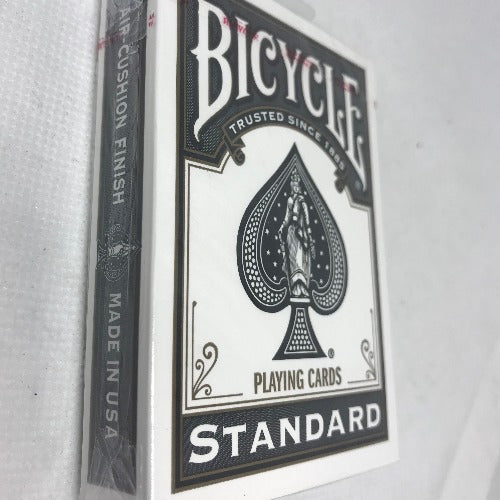 BICYCLE
TRUSTED SINCE 1885
®
PLAYING CARDS
STANDARD
AIR-CUSHION FINISH
MADE IN USA